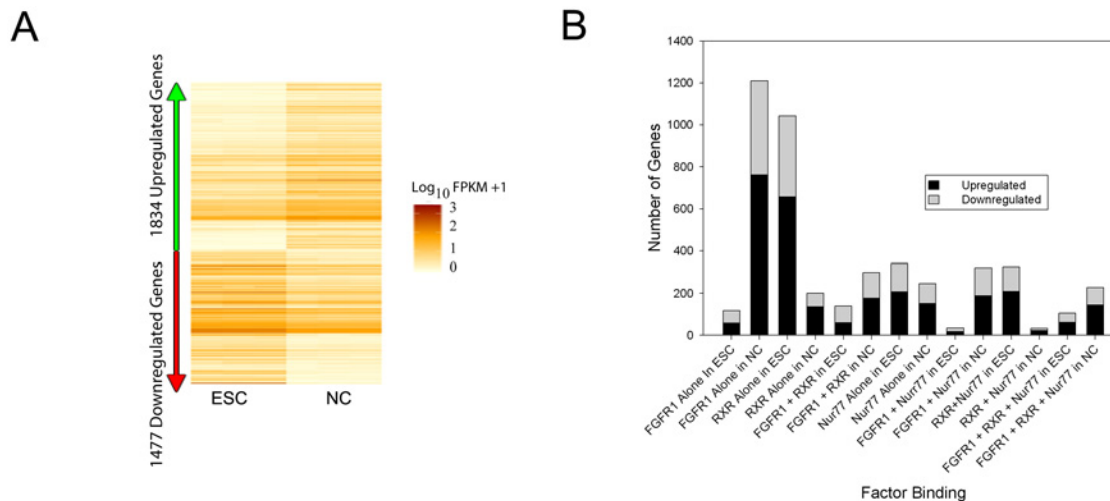 A
1834 Upregulated Genes
1477 Downregulated Genes
ESC
NC
Log10 FPKM +1
3
2
1
0
B
Number of Genes
1400
1200
1000
800
600
400
200
0
Upregulated
Downregulated
FGFR1 Alone In ESC
FGFR1 Alone in NC
RXR Alone in ESC
RXR Alone in NC
FGFR1 + RXR in ESC
FGFR1 + RXR in NC
Nur77 Alone in ESC
Nur77 Alone in NC
FGFR1 + Nur77 in ESC
FGFR1 + Nur77 in NC
RXR+Nur77 in ESC
RXR + Nur77 in NC
FGFR1 + RXR + Nur77 in ESC
FGFR1 + RXR + Nur77 in NC
Factor Binding